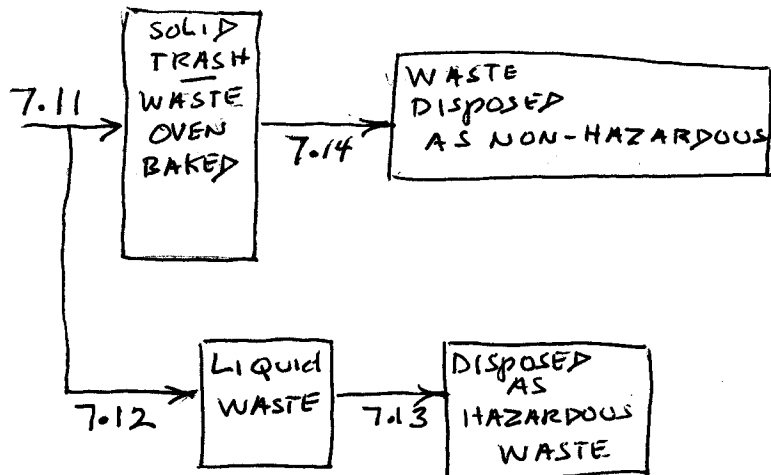 7.11
SOLID
TRASH
WASTE
OVEN
BAKED
7.14
WASTE
DISPOSED
AS NON-HAZARDOUS
7.12
LIQUID
WASTE
7.13
DISPOSED
AS
HAZARDOUS
WASTE